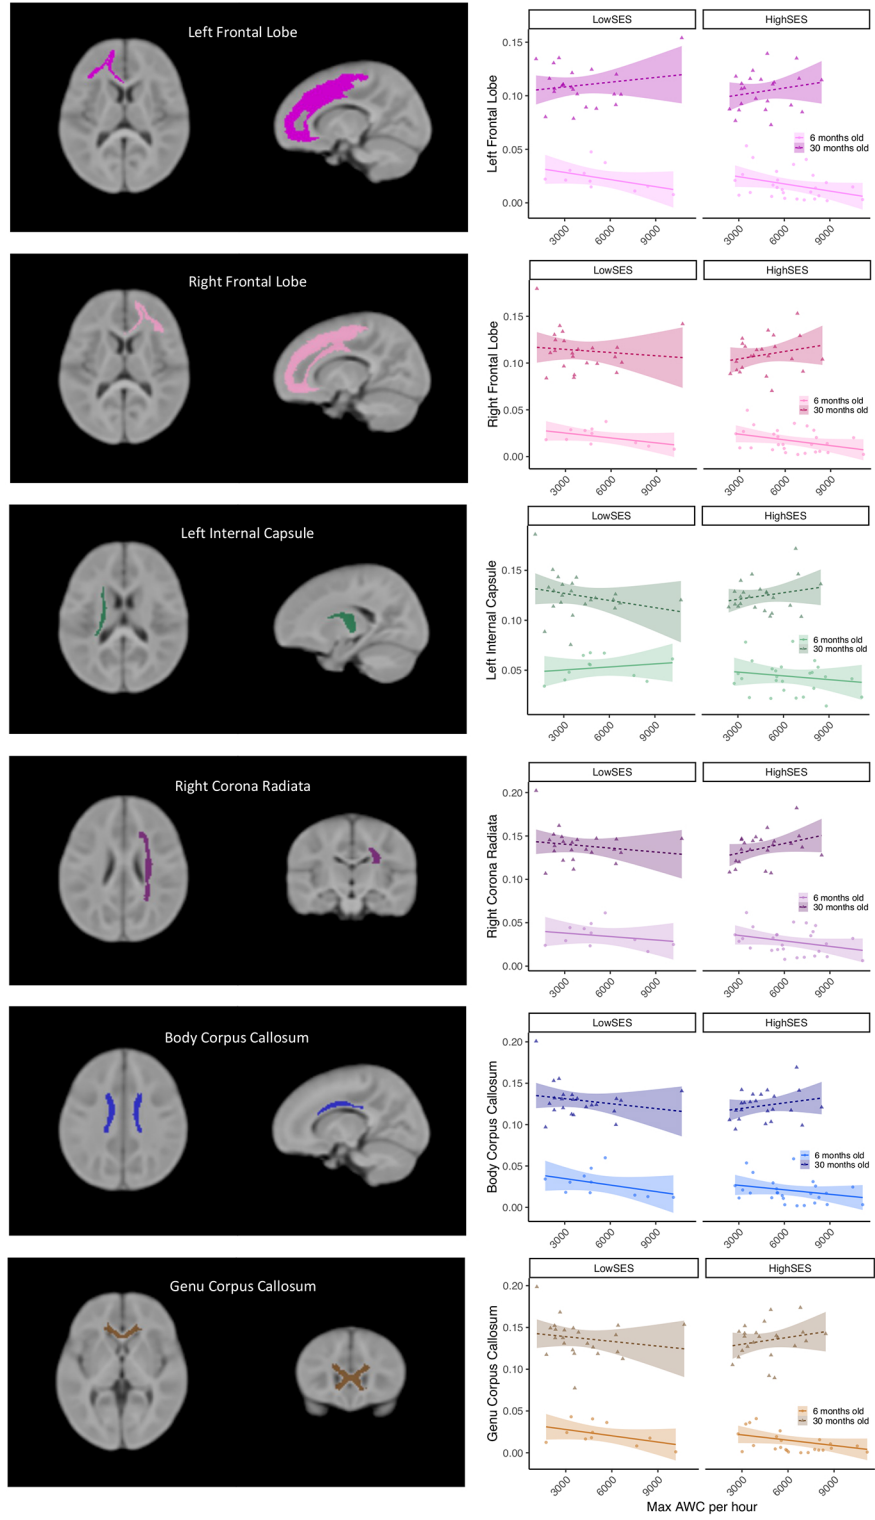 Left Frontal Lobe
LowSES
HighSES
Left Frontal Lobe
0.15
0.10
0.05
0.00
6 months old
30 months old
3000
6000
9000
3000
6000
9000
Right Frontal Lobe
LowSES
HighSES
Right Frontal Lobe
0.15
0.10
0.05
0.00
6 months old
30 months old
3000
6000
9000
3000
6000
9000
Left Internal Capsule
LowSES
HighSES
Left Internal Capsule
0.15
0.10
0.05
6 months old
30 months old
3000
6000
9000
3000
6000
9000
Right Corona Radiata
LowSES
HighSES
Right Corona Radiata
0.20
0.15
0.10
0.05
0.00
6 months old
30 months old
3000
6000
9000
3000
6000
9000
Body Corpus Callosum
LowSES
HighSES
Body Corpus Callosum
0.20
0.15
0.10
0.05
0.00
6 months old
30 months old
3000
6000
9000
3000
6000
9000
Genu Corpus Callosum
LowSES
HighSES
Genu Corpus Callosum
0.20
0.15
0.10
0.05
0.00
6 months old
30 months old
3000
6000
9000
3000
6000
9000
Max AWC per hour